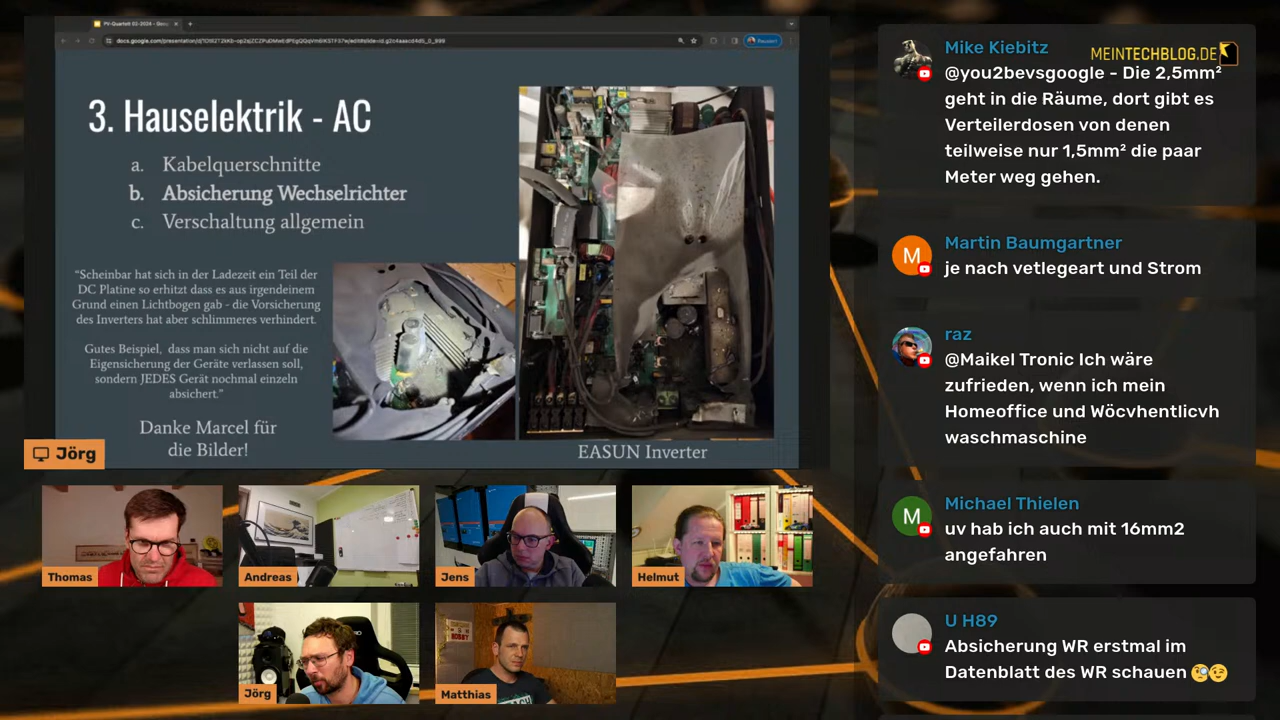 PV-Quartett 02-2024 - Goo
3. Hauselektrik - AC
a. Kabelquerschnitte
b. Absicherung Wechselrichter
c. Verschaltung allgemein
"Scheinbar hat sich in der Ladezeit ein Teil der
DC Platine so erhitzt dass es aus irgendeinem
Grund einen Lichtbogen gab - die Vorsicherung
des Inverters hat aber schlimmeres verhindert.
Gutes Beispiel, dass man sich nicht auf die
Eigensicherung der Geräte verlassen soll,
sondern JEDES Gerät nochmal einzeln
absichert."
Danke Marcel für
die Bilder!
EASUN Inverter
Jörg
Thomas
Andreas
Jens
Helmut
Jörg
Matthias
MEINTECHBLOG.DE
Mike Kiebitz
@you2bevsgoogle - Die 2,5mm²
geht in die Räume, dort gibt es
Verteilerdosen von denen
teilweise nur 1,5mm² die paar
Meter weg gehen.
M
Martin Baumgartner
je nach vetlegeart und Strom
raz
@Maikel Tronic Ich wäre
zufrieden, wenn ich mein
Homeoffice und Wöcvhentlicvh
waschmaschine
M
Michael Thielen
uv hab ich auch mit 16mm2
angefahren
U H89
Absicherung WR erstmal im
Datenblatt des WR schauen 🧐😉